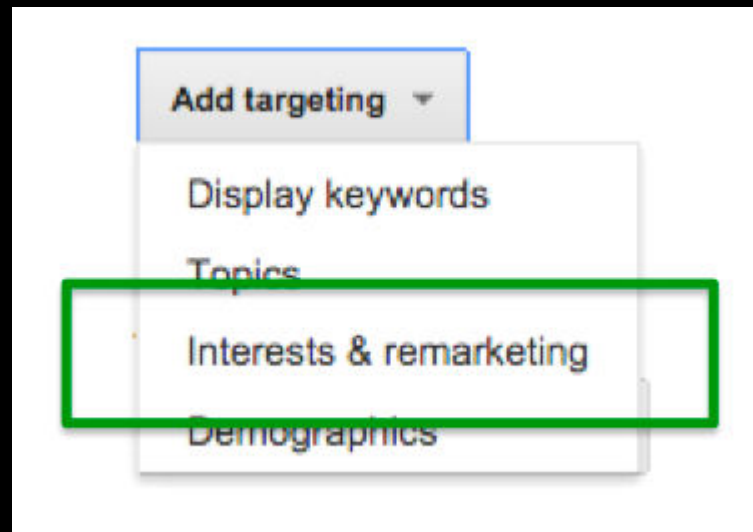 Add targeting
Display keywords
Topics
Interests & remarketing
Demographics